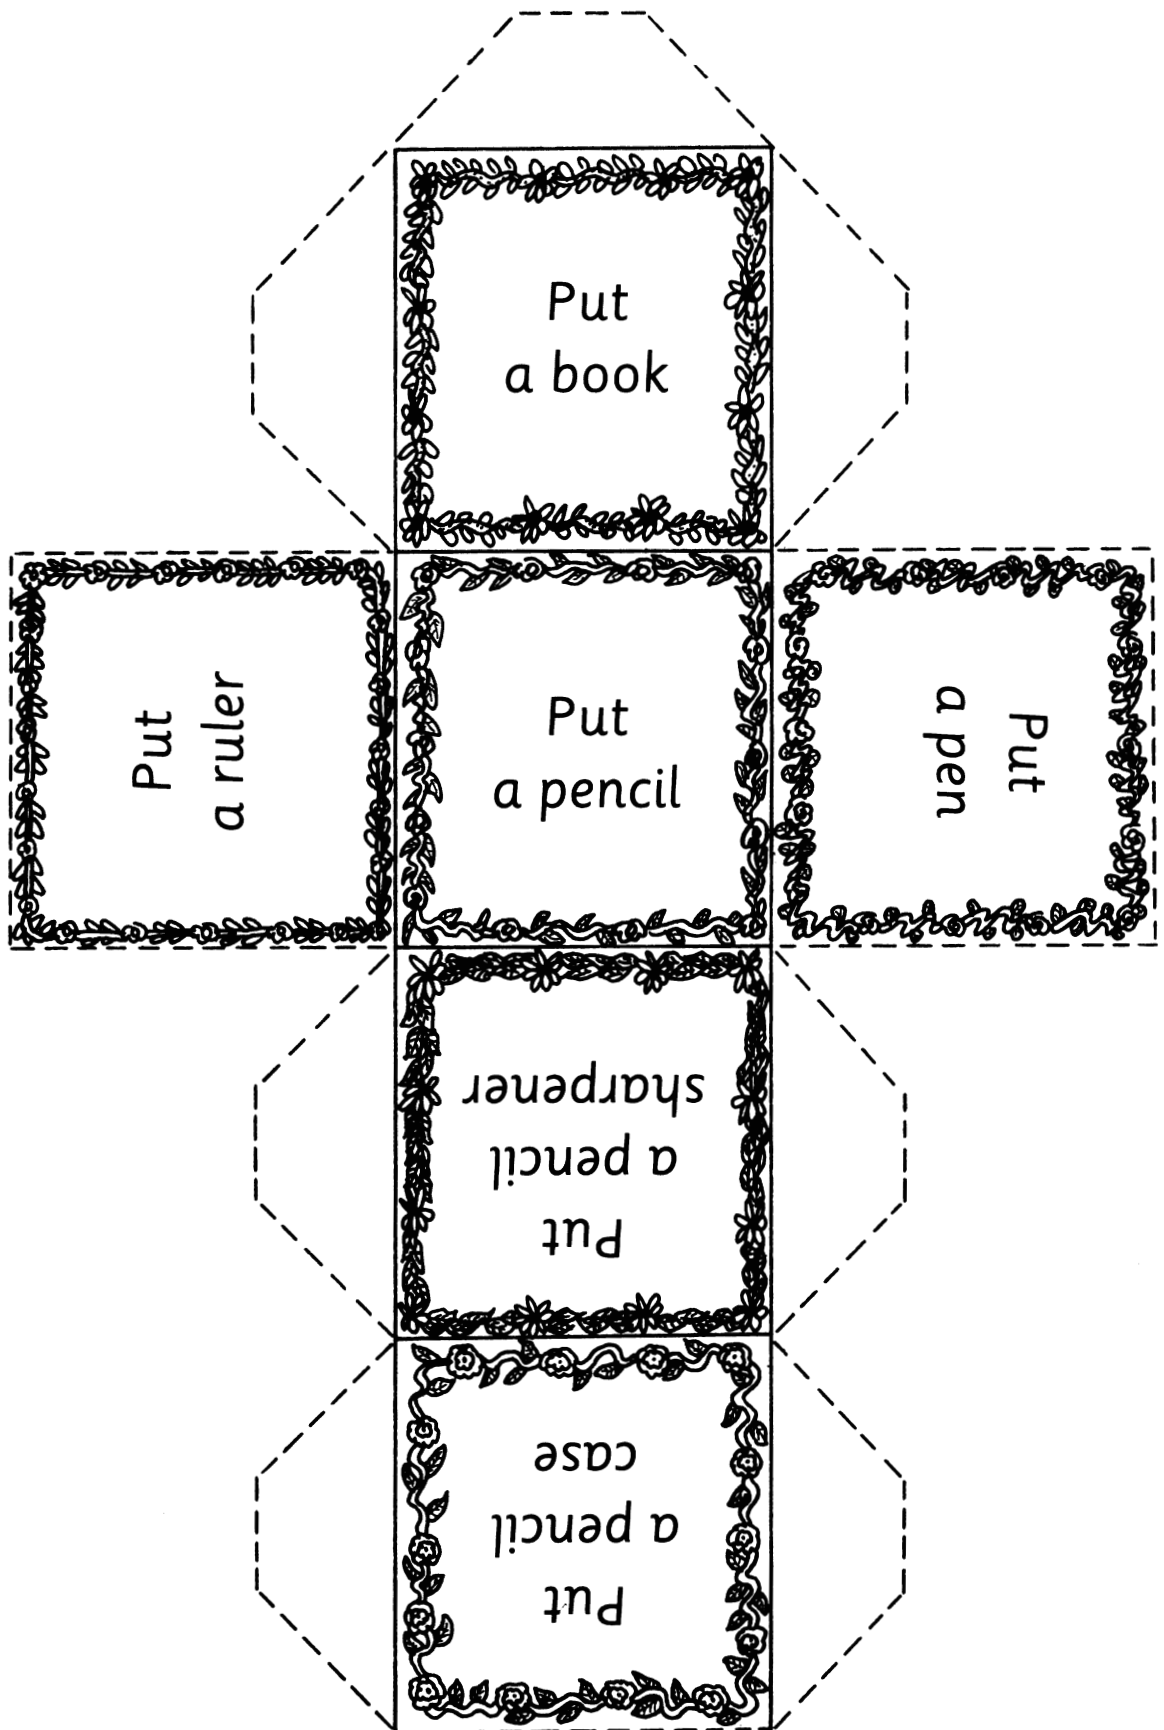 Put
a book
Put
a ruler
Put
a pencil
Put
a pen
Put
a pencil
sharpener
Put
a pencil
case